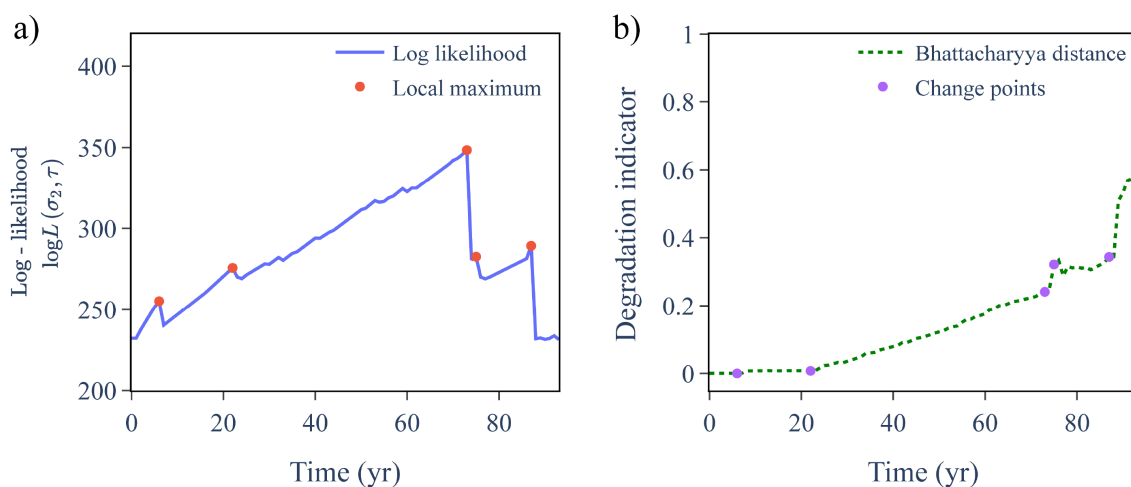 a)
Log likelihood
Local maximum
Log - likelihood
logL (σ₂, τ)
400
350
300
250
200
0
20
40
60
80
Time (yr)
b)
Bhattacharyya distance
Change points
Degradation indicator
1
0.8
0.6
0.4
0.2
0
0
20
40
60
80
Time (yr)